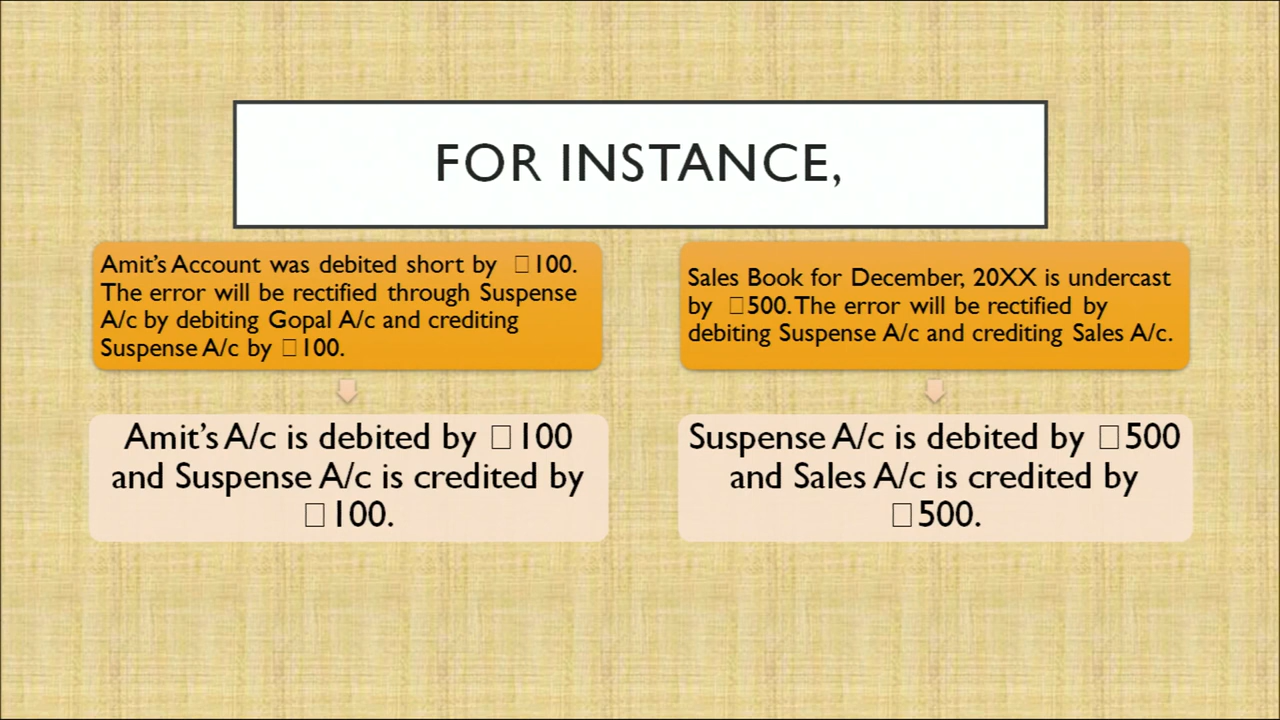 FOR INSTANCE,
Amit's Account was debited short by □100.
The error will be rectified through Suspense
A/c by debiting Gopal A/c and crediting
Suspense A/c by □100.
Sales Book for December, 20XX is undercast
by □500. The error will be rectified by
debiting Suspense A/c and crediting Sales A/c.
Amit's A/c is debited by □100
and Suspense A/c is credited by
□100.
Suspense A/c is debited by □500
and Sales A/c is credited by
□500.